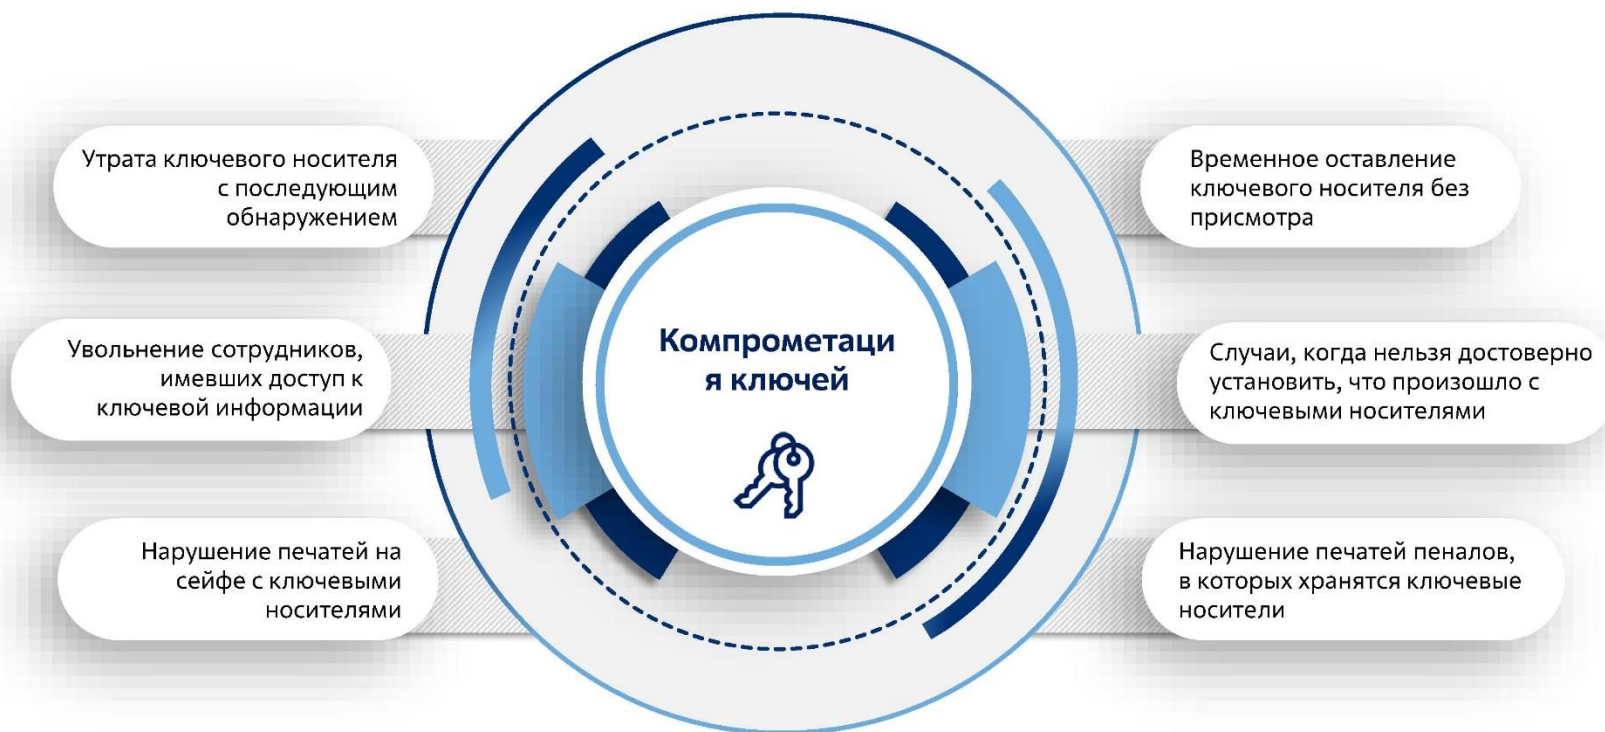 Утрата ключевого носителя
с последующим
обнаружением
Увольнение сотрудников,
имевших доступ к
ключевой информации
Нарушение печатей на
сейфе с ключевыми
носителями
Компрометаци
я ключей
Временное оставление
ключевого носителя без
присмотра
Случаи, когда нельзя достоверно
установить, что произошло с
ключевыми носителями
Нарушение печатей пеналов,
в которых хранятся ключевые
носители